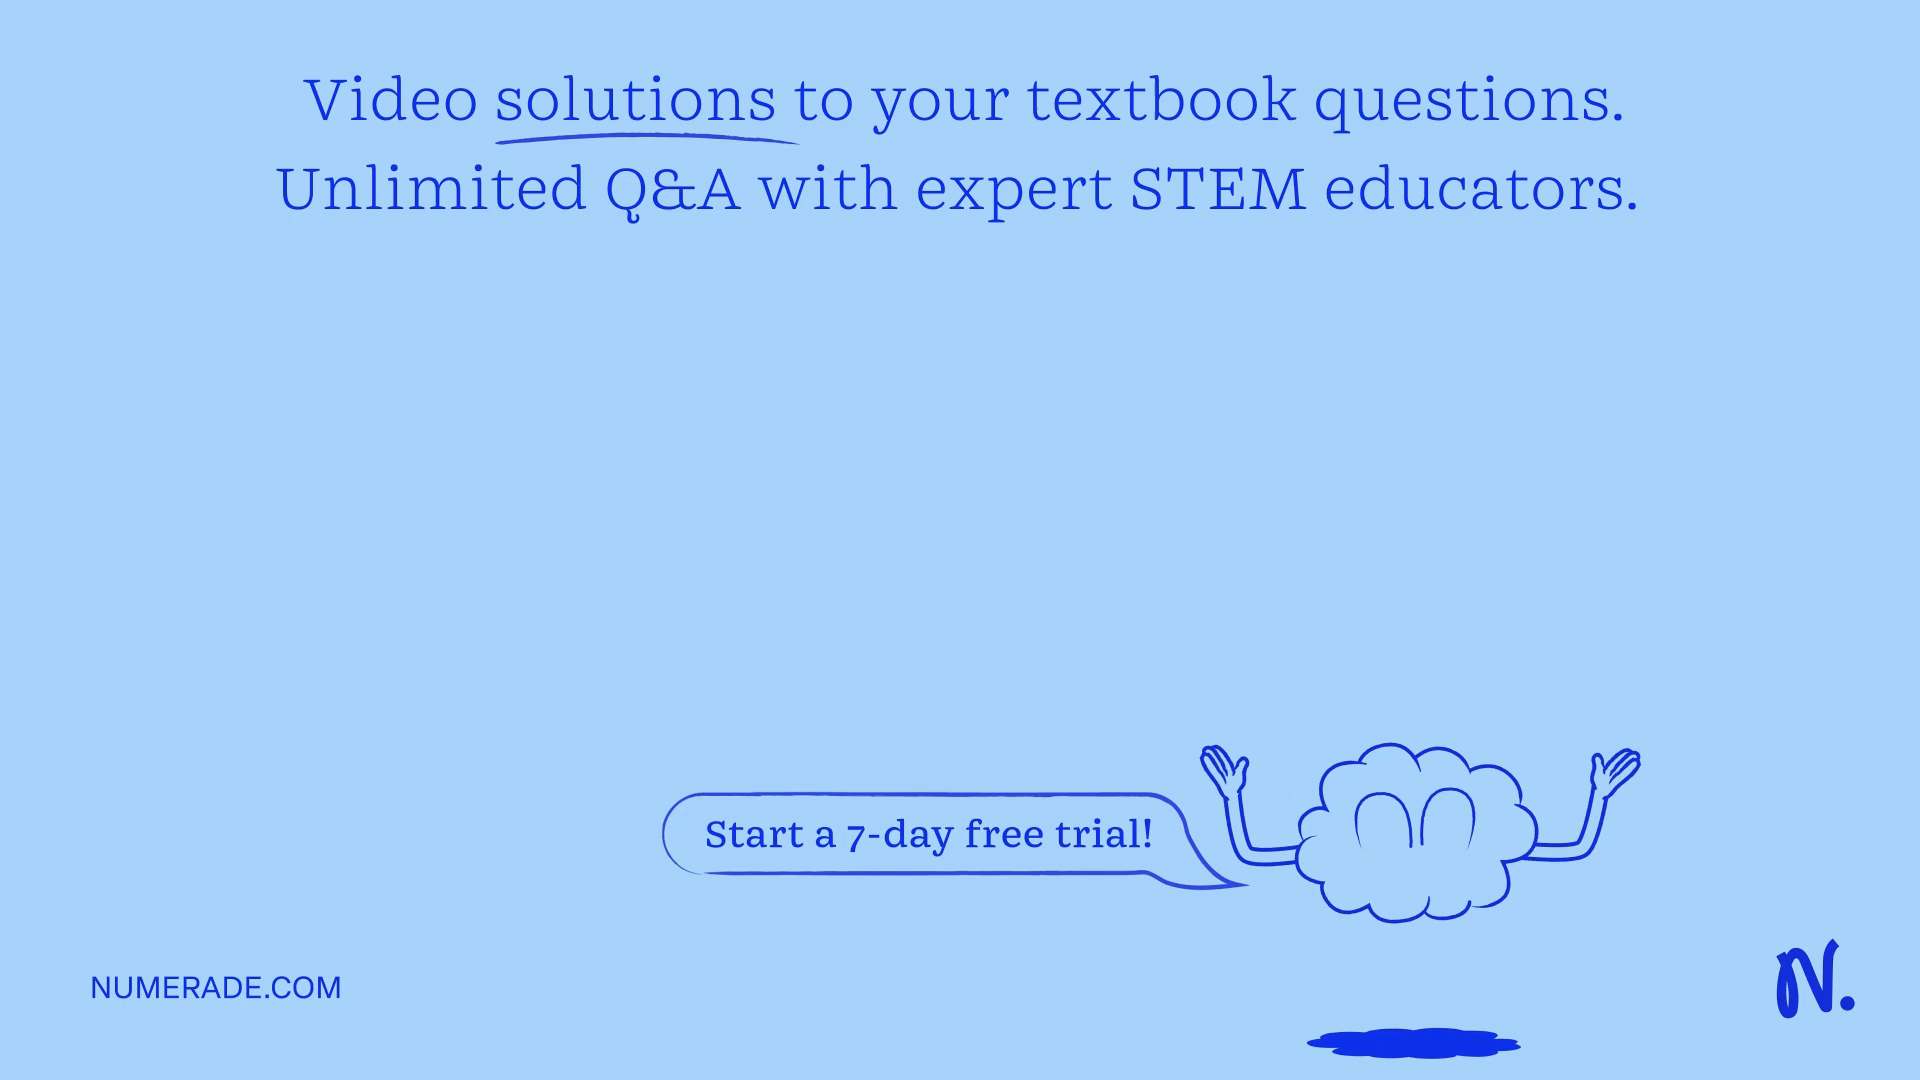 Video solutions to your textbook questions.
Unlimited Q&A with expert STEM educators.
Start a 7-day free trial!
NUMERADE.COM
N.